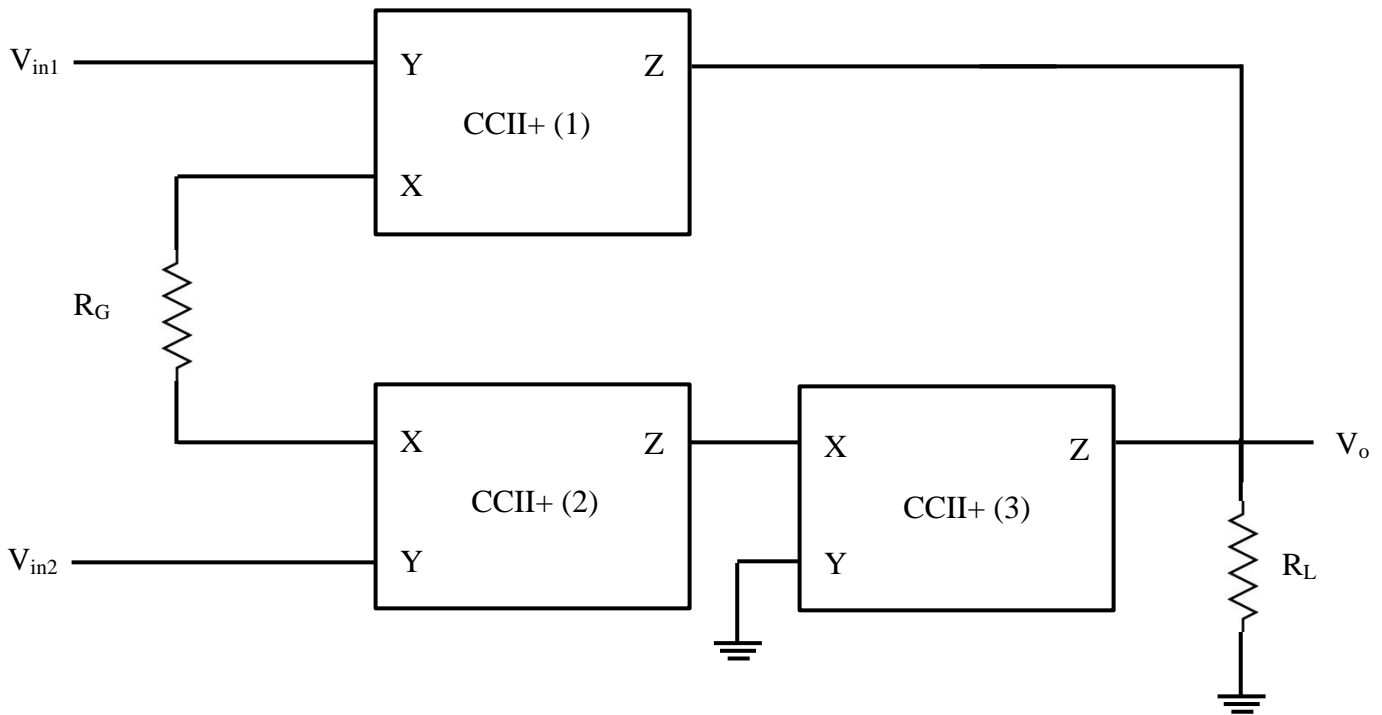 V_in1
Y
Z
CCII+ (1)
X
R_G
X
Z
CCII+ (2)
Y
V_in2
X
Z
CCII+ (3)
Y
V_o
R_L